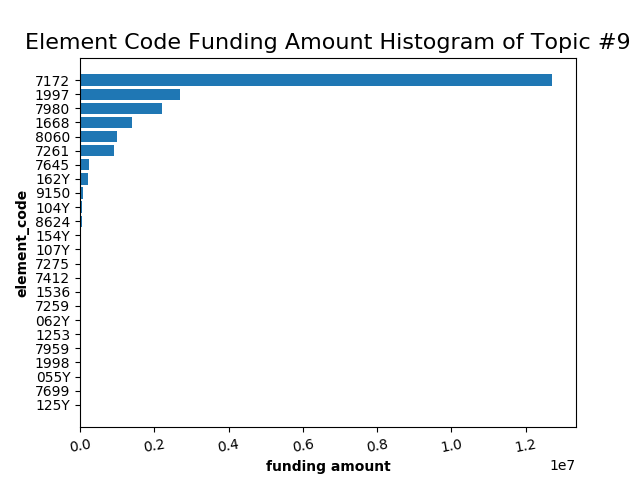 Element Code Funding Amount Histogram of Topic #9
7172
1997
7980
1668
8060
7261
7645
162Y
9150
104Y
8624
154Y
107Y
7275
7412
1536
7259
062Y
1253
7959
1998
055Y
7699
125Y
element_code
0.0 0.2 0.4 0.6 0.8 1.0 1.2
1e7
funding amount